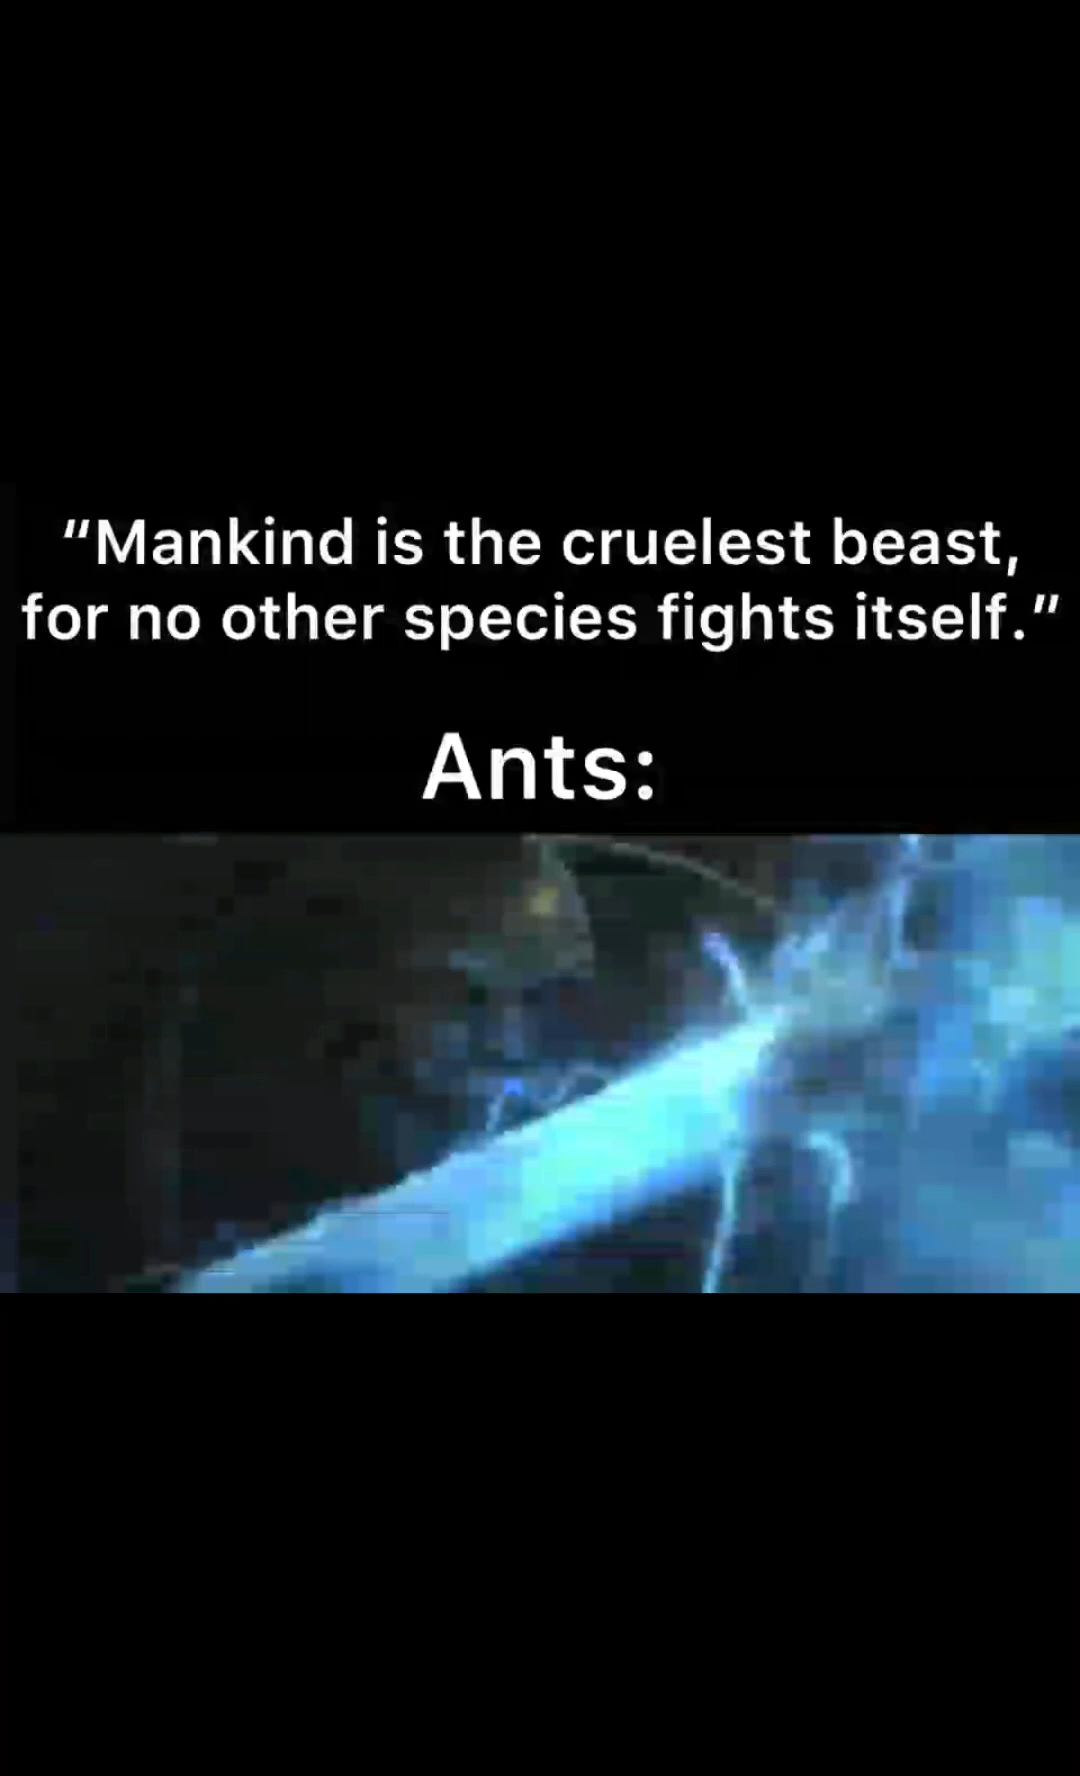 “Mankind is the cruelest beast,
for no other species fights itself.”
Ants: